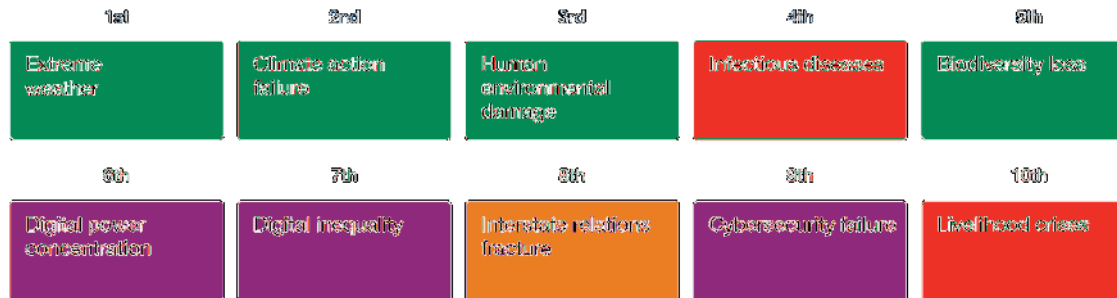 1st 2nd 3rd 4th 5th
Extreme
weather
Climate action
failure
Human
environmental
damage
Infectious diseases
Biodiversity loss
6th 7th 8th 9th 10th
Digital power
concentration
Digital inequality
Interstate relations
fracture
Cybersecurity failure
Livelihood crises